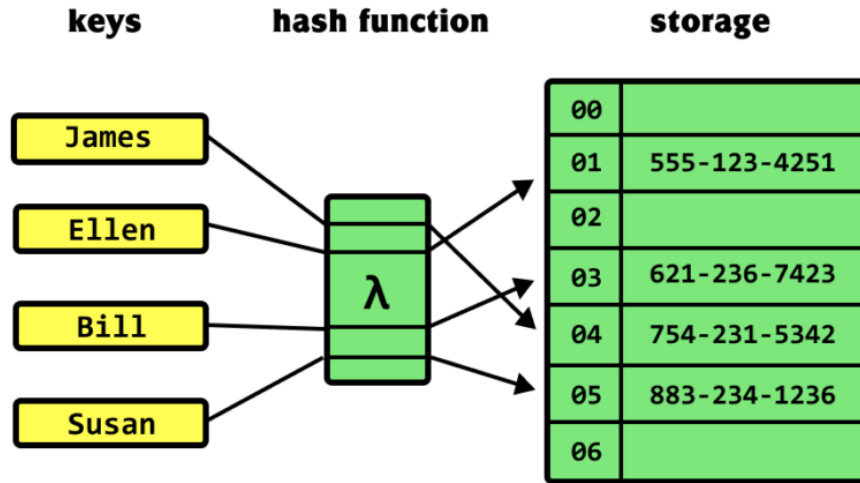 keys
hash function
storage
James
Ellen
Bill
Susan
λ
00
01 555-123-4251
02
03 621-236-7423
04 754-231-5342
05 883-234-1236
06